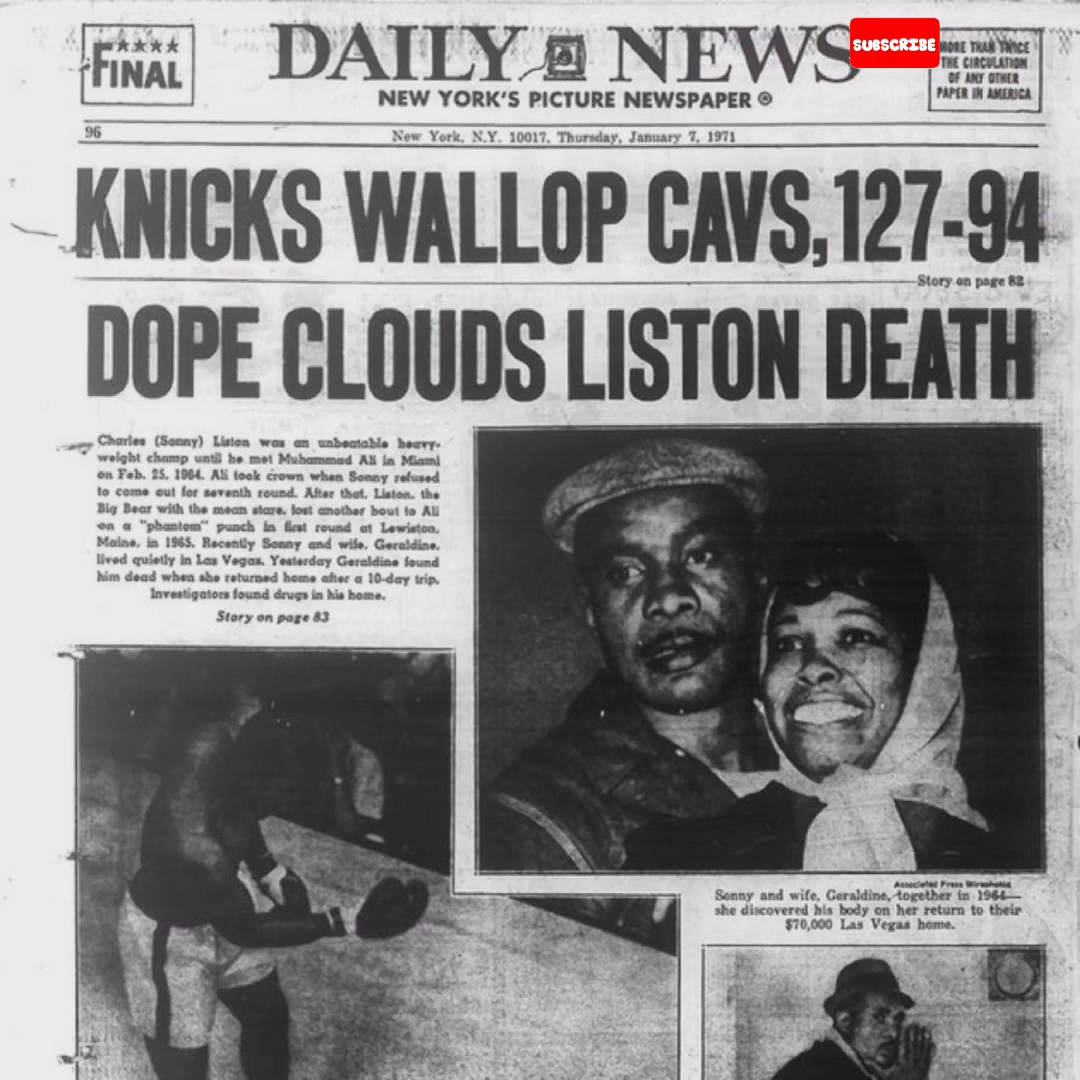 ★★★★
FINAL
DAILY NEWS
NEW YORK'S PICTURE NEWSPAPER ®
SUBSCRIBE
MORE THAN TWICE
THE CIRCULATION
OF ANY OTHER
PAPER IN AMERICA
96
New York, N.Y. 10017, Thursday, January 7, 1971
KNICKS WALLOP CAVS, 127-94
Story on page 82
DOPE CLOUDS LISTON DEATH
Charles (Sonny) Liston was an unbeatable heavy-
weight champ until he met Muhammad Ali in Miami
on Feb. 25, 1964. Ali took crown when Sonny refused
to come out for seventh round. After that, Liston, the
Big Bear with the mean stare, lost another bout to Ali
on a "phantom" punch in first round at Lewiston,
Maine, in 1965. Recently Sonny and wife, Geraldine,
lived quietly in Las Vegas. Yesterday Geraldine found
him dead when she returned home after a 10-day trip.
Investigators found drugs in his home.
Story on page 83
Associated Press Wirephotos
Sonny and wife, Geraldine, together in 1964—
she discovered his body on her return to their
$70,000 Las Vegas home.